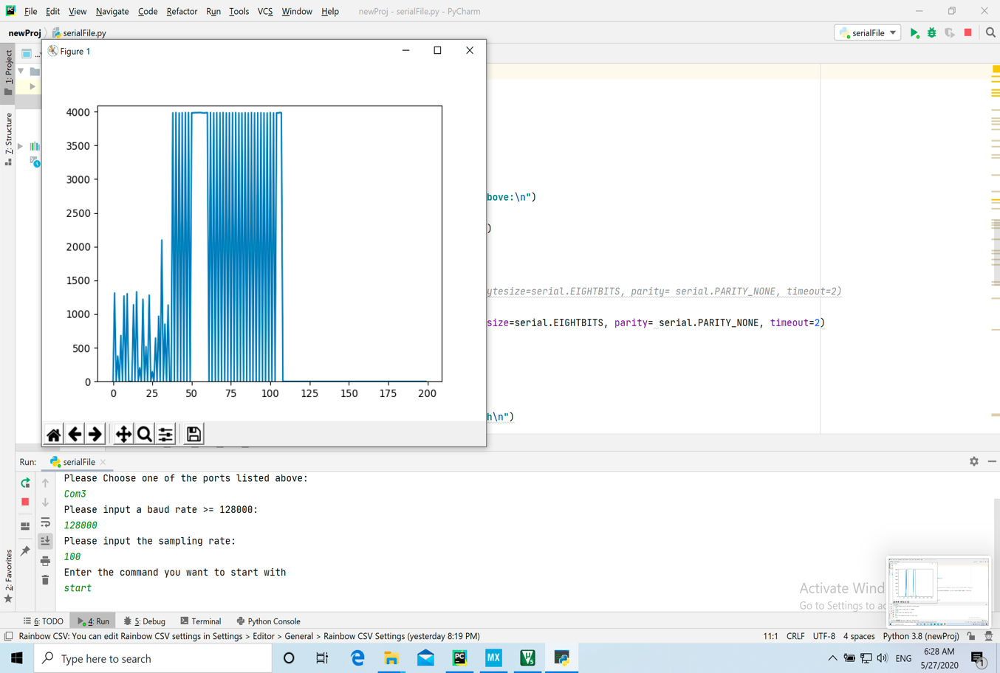 File Edit View Navigate Code Refactor Run Tools VCS Window Help newProj - serialFile.py - PyCharm
newProj serialFile.py serialFile
Figure 1
1: Project
7: Structure
4000
3500
3000
2500
2000
1500
1000
500
0
0 25 50 75 100 125 150 175 200
bove:\n")
)
ytesize=serial.EIGHTBITS, parity= serial.PARITY_NONE, timeout=2)
size=serial.EIGHTBITS, parity= serial.PARITY_NONE, timeout=2)
h\n")
Run: serialFile
Please Choose one of the ports listed above:
Com3
Please input a baud rate >= 128000:
128000
Please input the sampling rate:
100
Enter the command you want to start with
start
2: Favorites
Activate Wind
Go to Settings to ac
6: TODO 4: Run 5: Debug Terminal Python Console
Rainbow CSV: You can edit Rainbow CSV settings in Settings > Editor > General > Rainbow CSV Settings (yesterday 8:19 PM) 11:1 CRLF UTF-8 4 spaces Python 3.8 (newProj)
Type here to search
PC MX V5
ENG 6:28 AM
5/27/2020
1